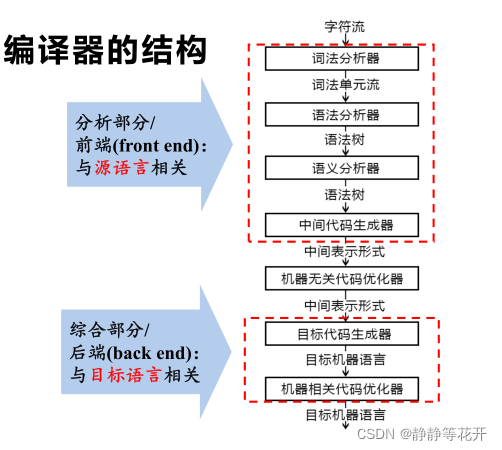 编译器的结构
字符流
词法分析器
词法单元流
语法分析器
语法树
语义分析器
语法树
中间代码生成器
中间表示形式
机器无关代码优化器
中间表示形式
目标代码生成器
目标机器语言
机器相关代码优化器
目标机器语言
分析部分/
前端(front end):
与源语言相关
综合部分/
后端(back end):
与目标语言相关
CSDN @静静等花开